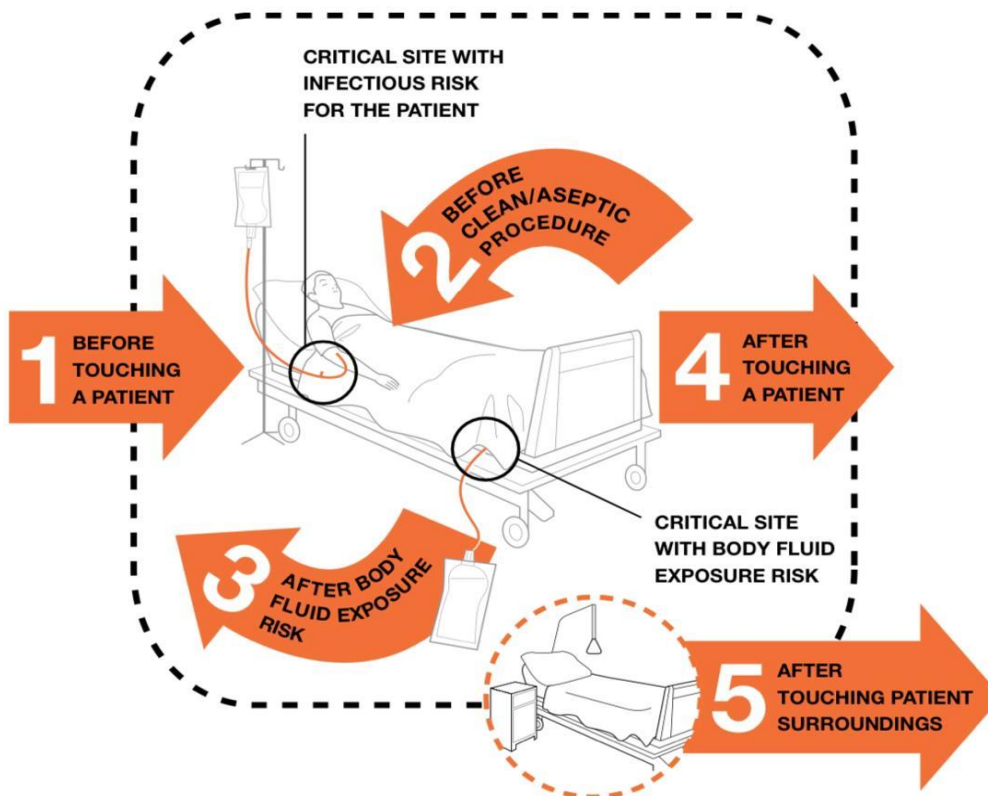 CRITICAL SITE WITH
INFECTIOUS RISK
FOR THE PATIENT
1
BEFORE
TOUCHING
A PATIENT
2
BEFORE
CLEAN/ASEPTIC
PROCEDURE
4
AFTER
TOUCHING
A PATIENT
3
AFTER BODY
FLUID EXPOSURE
RISK
CRITICAL SITE
WITH BODY FLUID
EXPOSURE RISK
5
AFTER
TOUCHING PATIENT
SURROUNDINGS